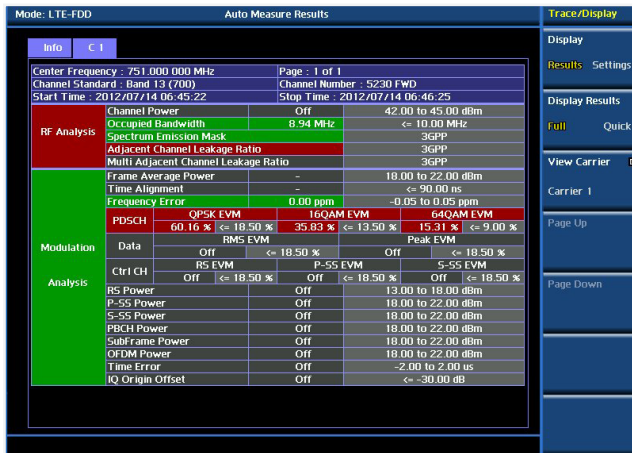 Mode: LTE-FDD Auto Measure Results Trace/Display
Info C 1
Center Frequency : 751.000 000 MHz Page : 1 of 1
Channel Standard : Band 13 (700) Channel Number : 5230 FWD
Start Time : 2012/07/14 06:45:22 Stop Time : 2012/07/14 06:46:25
RF Analysis
Channel Power Off 42.00 to 45.00 dBm
Occupied Bandwidth 8.94 MHz <= 10.00 MHz
Spectrum Emission Mask 3GPP
Adjacent Channel Leakage Ratio 3GPP
Multi Adjacent Channel Leakage Ratio 3GPP
Modulation
Analysis
Frame Average Power - 18.00 to 22.00 dBm
Time Alignment - <= 90.00 ns
Frequency Error 0.00 ppm -0.05 to 0.05 ppm
PDSCH QPSK EVM 16QAM EVM 64QAM EVM
60.16 % <= 18.50 % 35.83 % <= 13.50 % 15.31 % <= 9.00 %
Data RMS EVM Peak EVM
Off <= 18.50 % Off <= 18.50 %
Ctrl CH RS EVM P-SS EVM S-SS EVM
Off <= 18.50 % Off <= 18.50 % Off <= 18.50 %
RS Power Off 13.00 to 18.00 dBm
P-SS Power Off 18.00 to 22.00 dBm
S-SS Power Off 18.00 to 22.00 dBm
PBCH Power Off 18.00 to 22.00 dBm
SubFrame Power Off 18.00 to 22.00 dBm
OFDM Power Off 18.00 to 22.00 dBm
Time Error Off -2.00 to 2.00 us
IQ Origin Offset Off <= -30.00 dB
Display
Results Settings
Display Results
Full Quick
View Carrier
Carrier 1
Page Up
Page Down